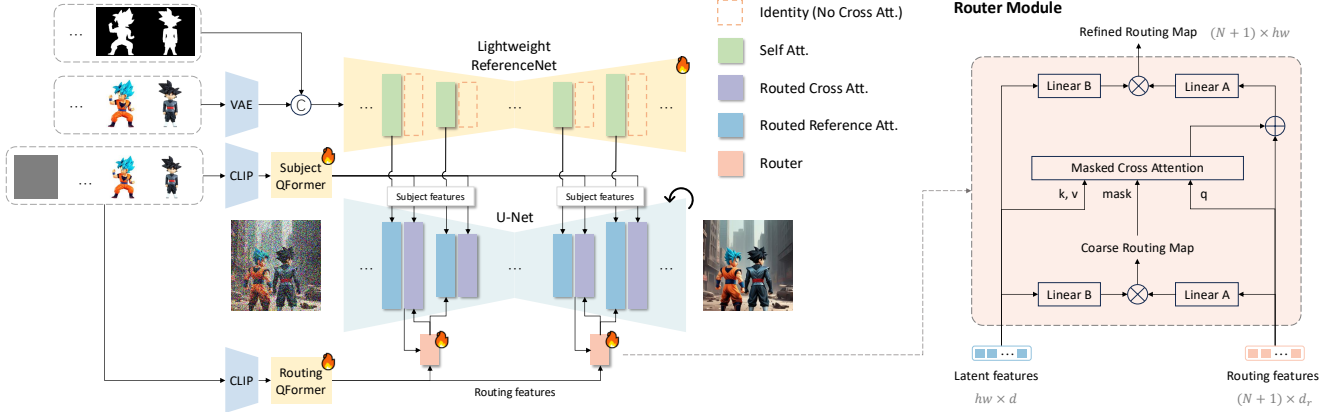 Lightweight
ReferenceNet
...
...
VAE
C
...
...
...
...
CLIP
Subject
QFormer
Subject features
Subject features
U-Net
...
...
...
CLIP
Routing
QFormer
Routing features
Identity (No Cross Att.)
Self Att.
Routed Cross Att.
Routed Reference Att.
Router
Router Module
Refined Routing Map (N + 1) × hw
Linear B
Linear A
Masked Cross Attention
k, v
mask
q
Coarse Routing Map
Linear B
Linear A
...
...
Latent features
Routing features
hw × d
(N + 1) × d_r